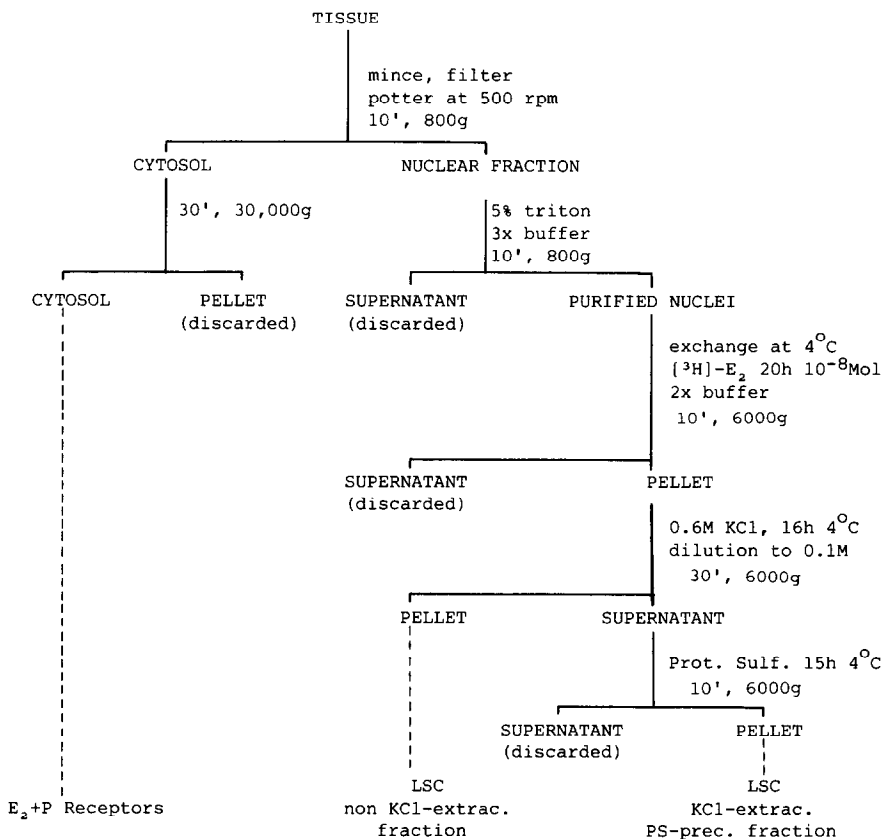 TISSUE
mince, filter
potter at 500 rpm
10', 800g
CYTOSOL
NUCLEAR FRACTION
30', 30,000g
5% triton
3x buffer
10', 800g
CYTOSOL
PELLET
(discarded)
SUPERNATANT
(discarded)
PURIFIED NUCLEI
exchange at 4°C
[³H]-E₂ 20h 10⁻⁸Mol
2x buffer
10', 6000g
SUPERNATANT
(discarded)
PELLET
0.6M KCl, 16h 4°C
dilution to 0.1M
30', 6000g
PELLET
SUPERNATANT
Prot. Sulf. 15h 4°C
10', 6000g
SUPERNATANT
(discarded)
PELLET
E₂+P Receptors
LSC
non KCl-extrac.
fraction
LSC
KCl-extrac.
PS-prec. fraction